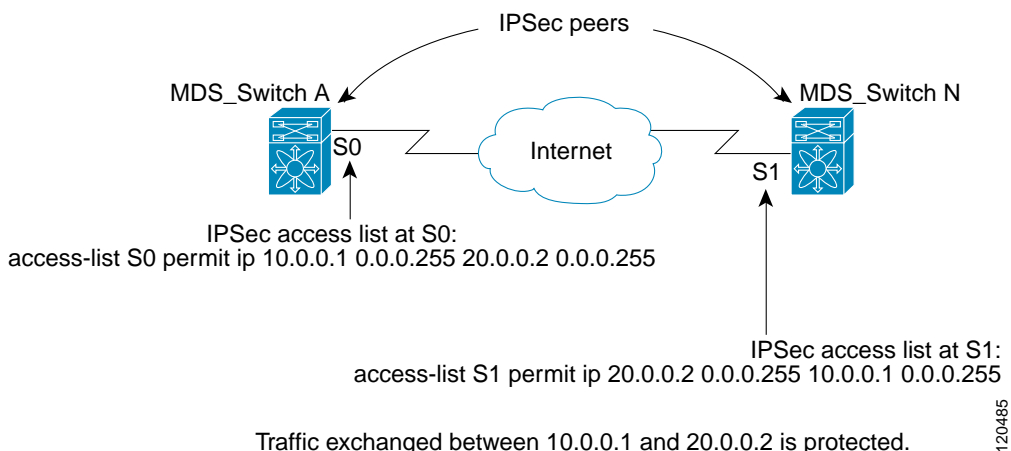 IPSec peers
MDS_Switch A
MDS_Switch N
S0
Internet
S1
IPSec access list at S0:
access-list S0 permit ip 10.0.0.1 0.0.0.255 20.0.0.2 0.0.0.255
IPSec access list at S1:
access-list S1 permit ip 20.0.0.2 0.0.0.255 10.0.0.1 0.0.0.255
Traffic exchanged between 10.0.0.1 and 20.0.0.2 is protected.
120485